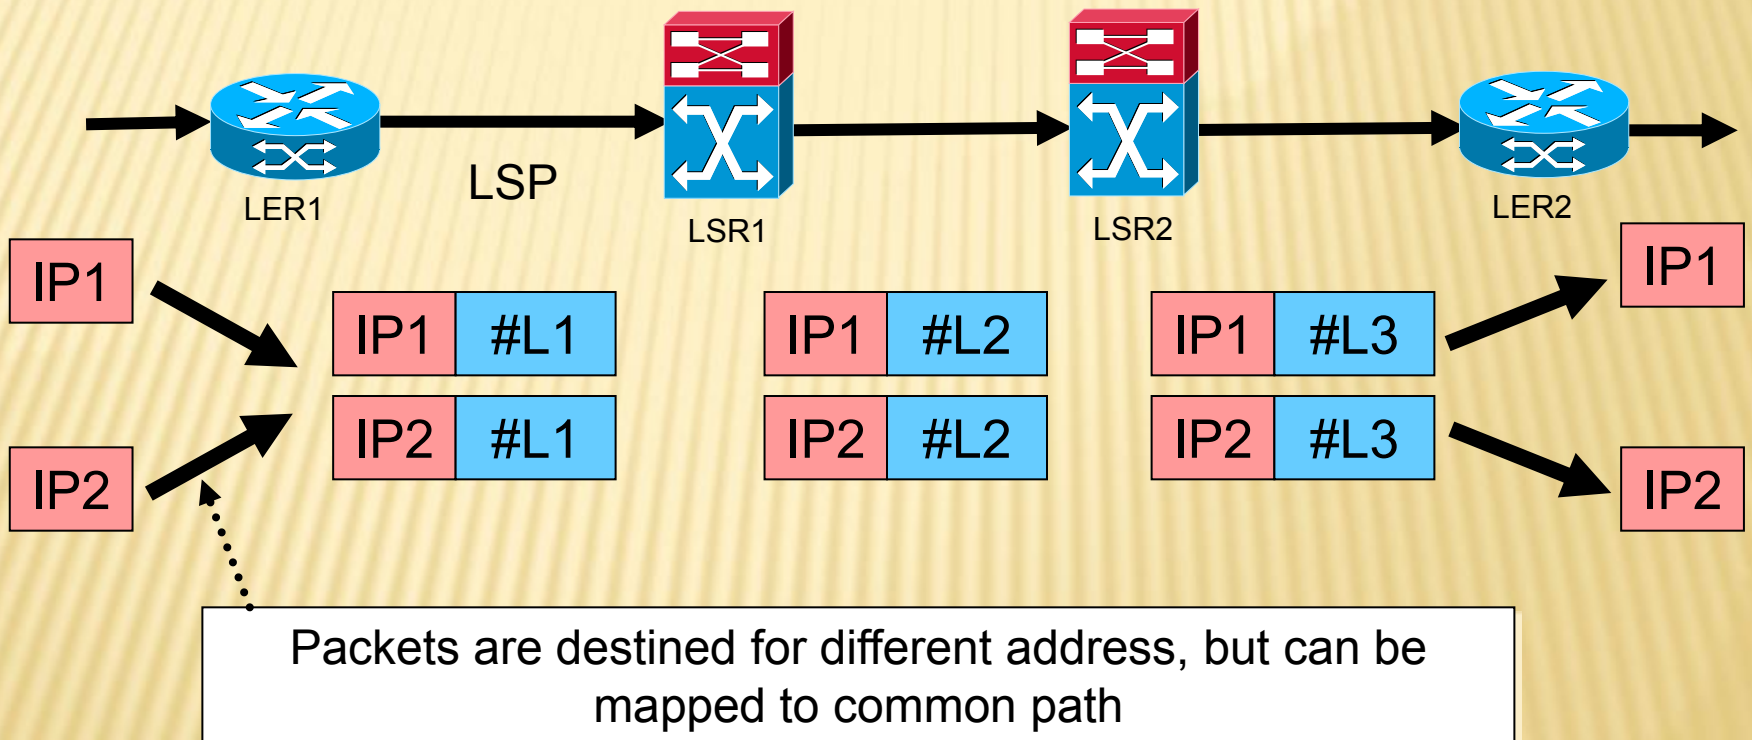 LSP
LER1
LSR1
LSR2
LER2
IP1
IP1 #L1
IP1 #L2
IP1 #L3
IP1
IP2
IP2 #L1
IP2 #L2
IP2 #L3
IP2
Packets are destined for different address, but can be
mapped to common path